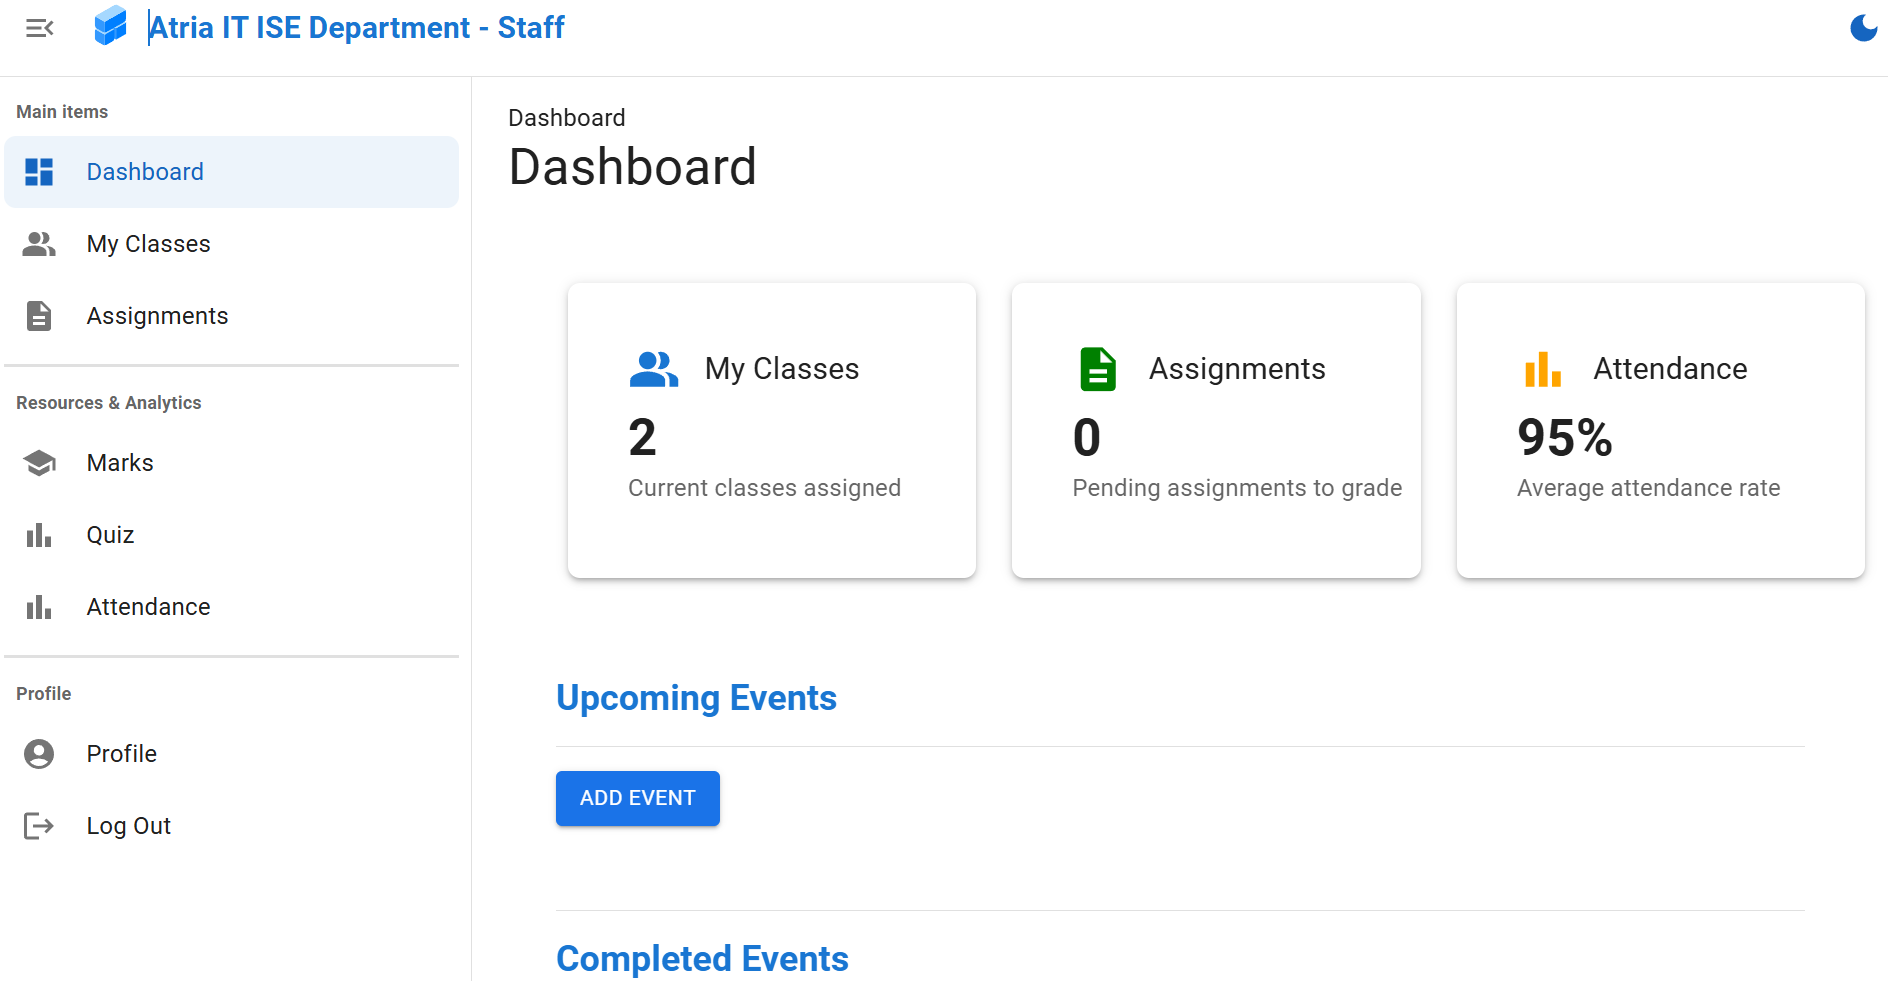 Atria IT ISE Department - Staff
Main items
Dashboard
My Classes
Assignments
Resources & Analytics
Marks
Quiz
Attendance
Profile
Profile
Log Out
Dashboard
Dashboard
My Classes
2
Current classes assigned
Assignments
0
Pending assignments to grade
Attendance
95%
Average attendance rate
Upcoming Events
ADD EVENT
Completed Events